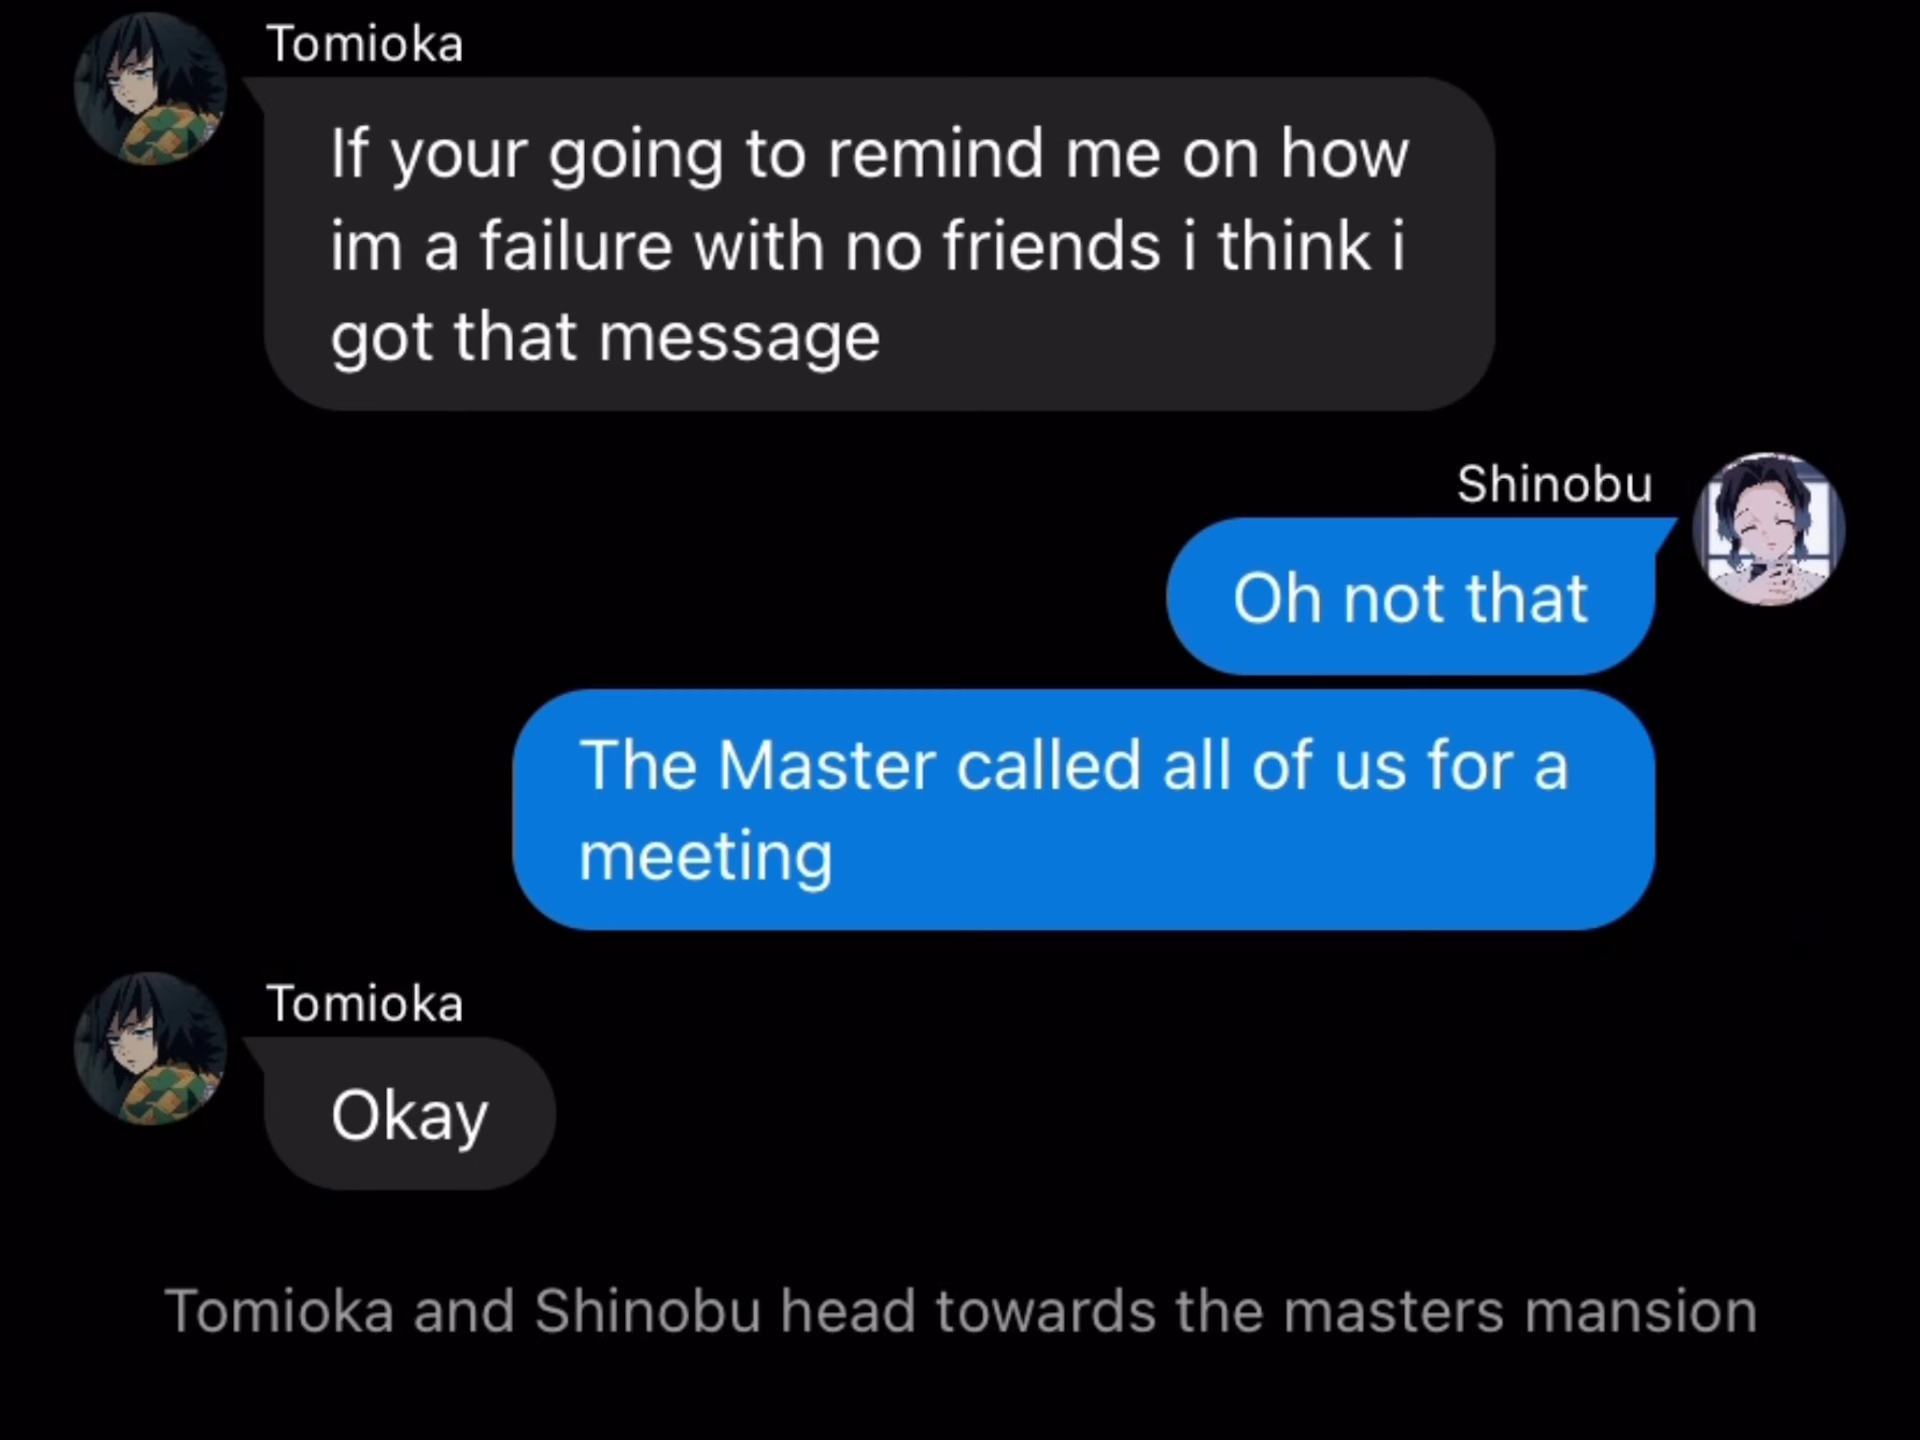 Tomioka
If your going to remind me on how
im a failure with no friends i think i
got that message
Shinobu
Oh not that
The Master called all of us for a
meeting
Tomioka
Okay
Tomioka and Shinobu head towards the masters mansion